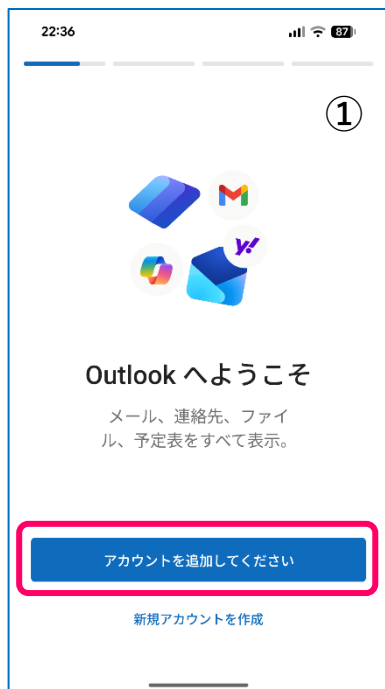 22:36 87
①
Outlook へようこそ
メール、連絡先、ファイ
ル、予定表をすべて表示。
アカウントを追加してください
新規アカウントを作成